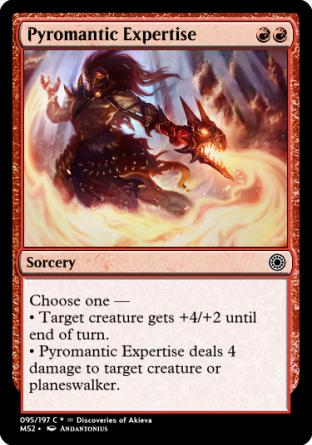 Pyromantic Expertise
Sorcery
Choose one —
• Target creature gets +4/+2 until
end of turn.
• Pyromantic Expertise deals 4
damage to target creature or
planeswalker.
095/197 C * = Discoveries of Akieva
MS2 • Andantonius